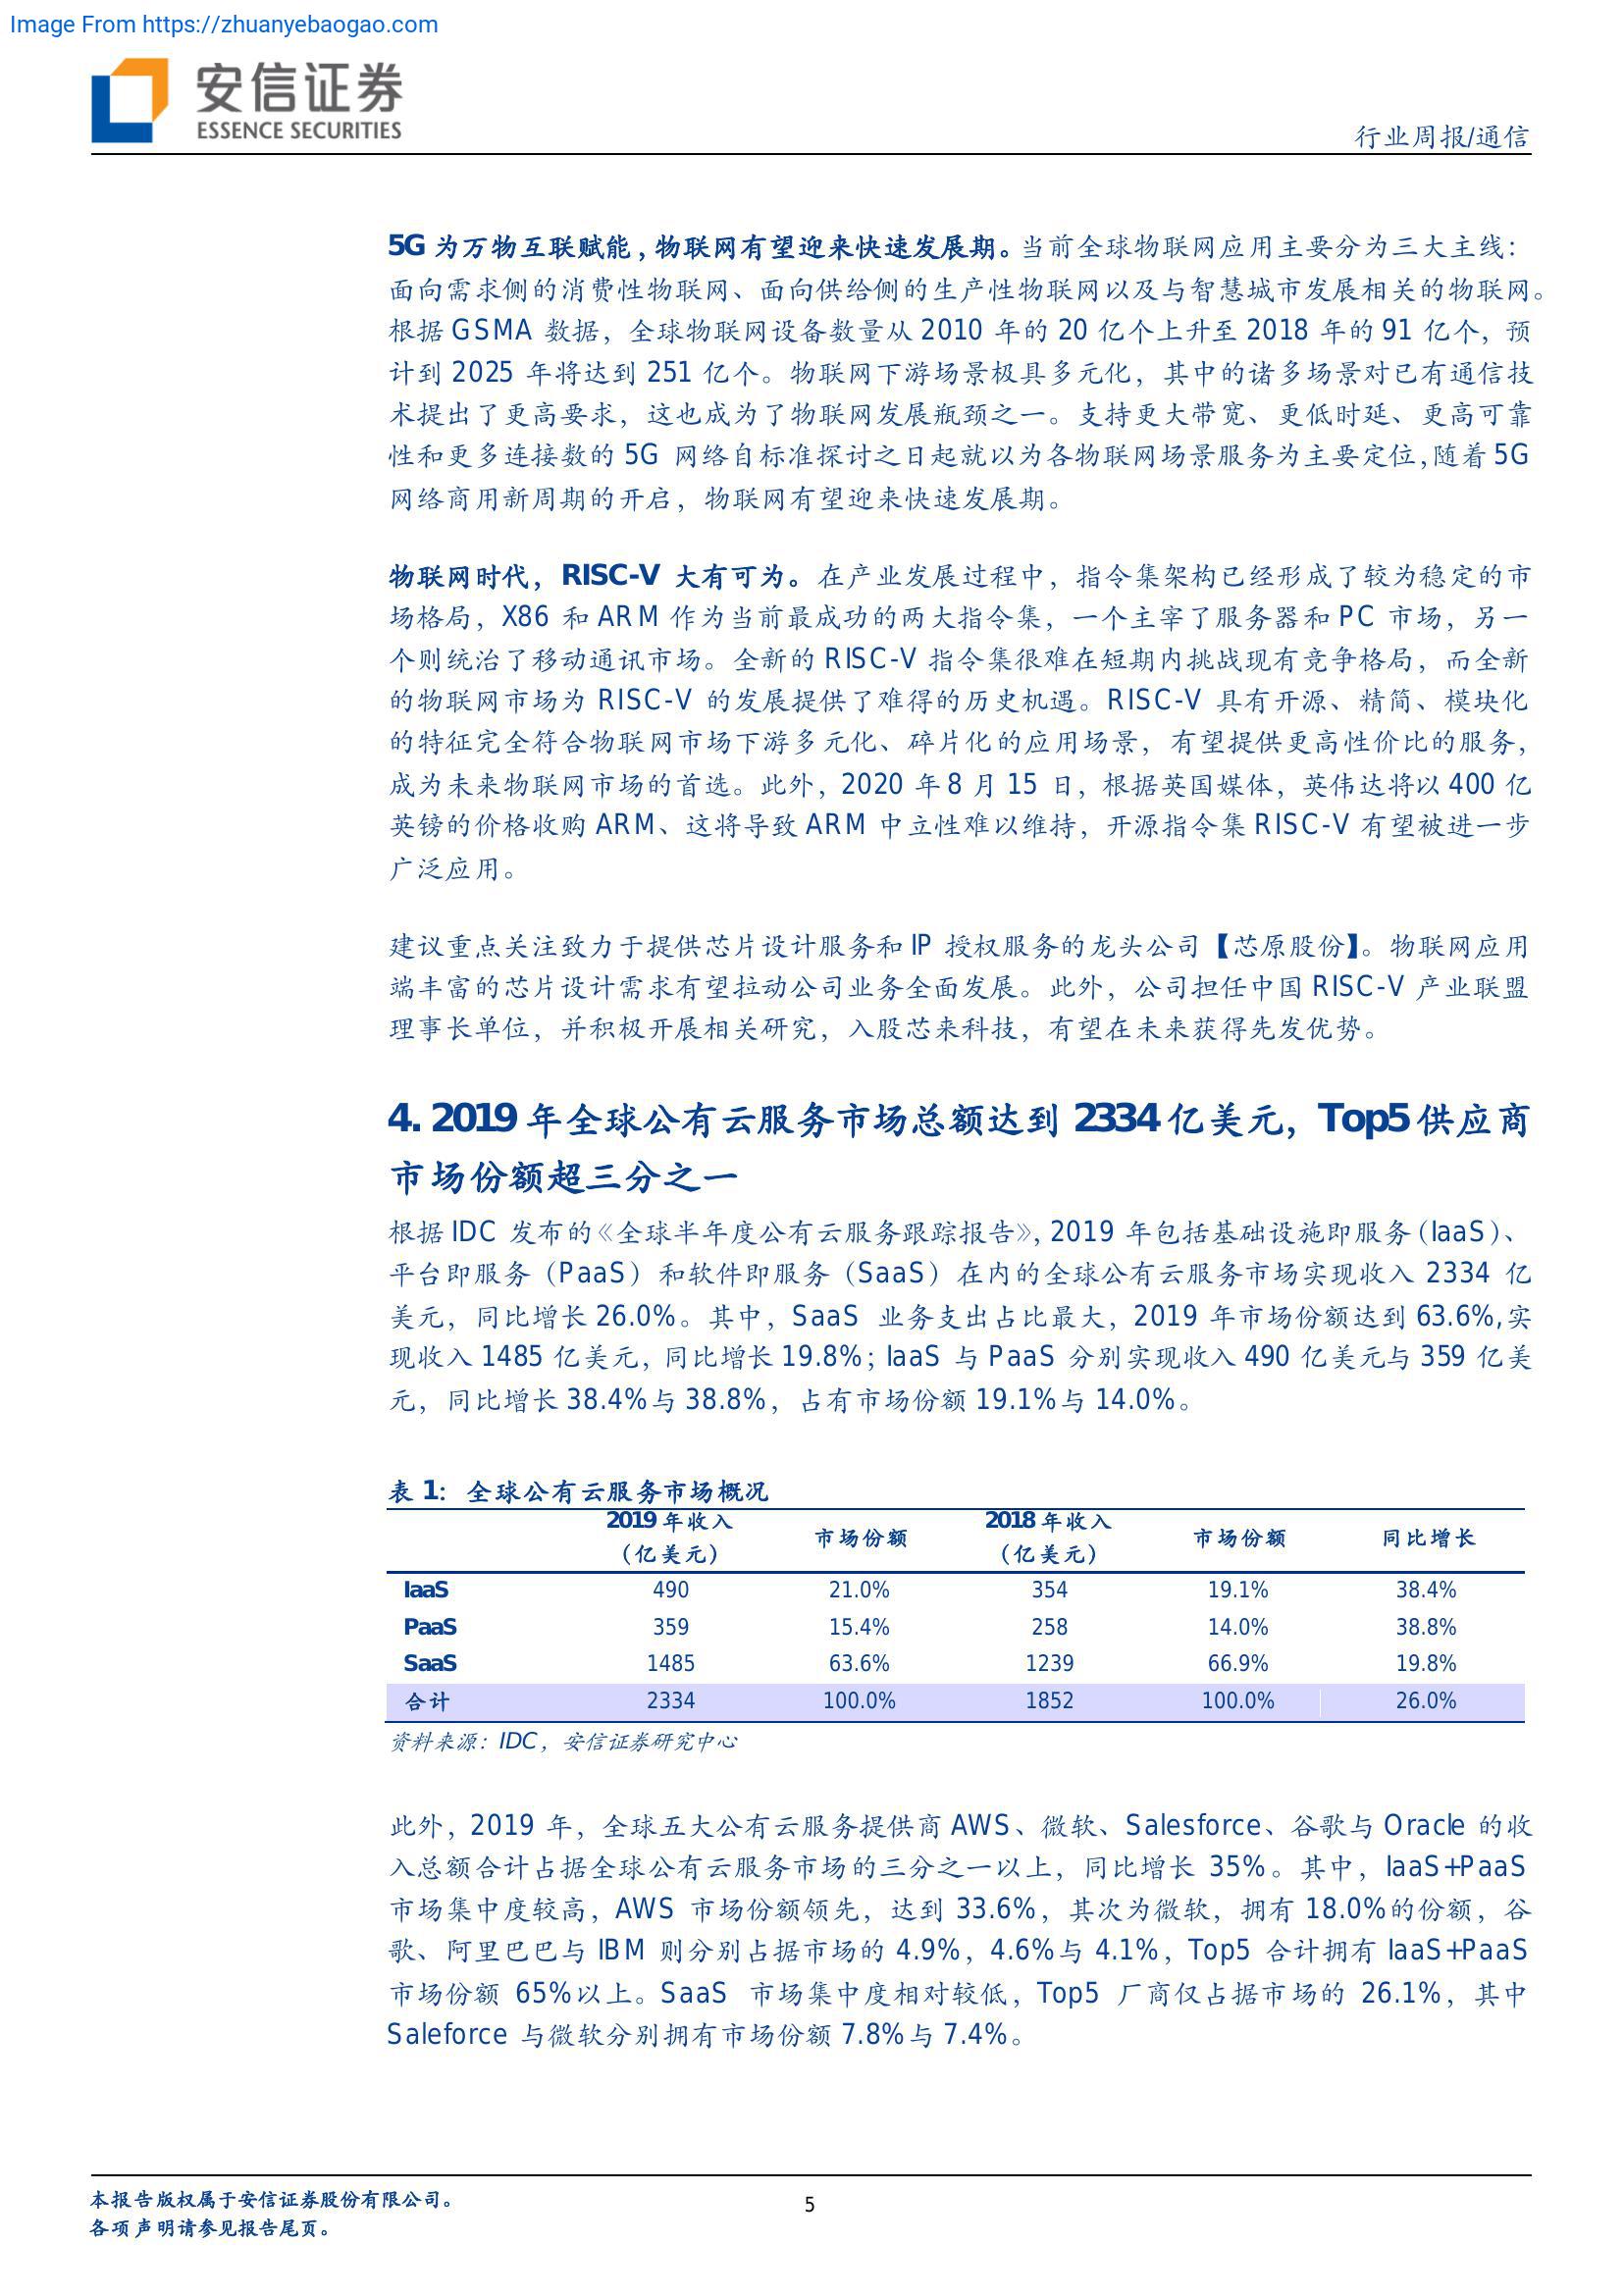 Image From https://zhuanyebaogao.com
安信证券
ESSENCE SECURITIES
行业周报/通信
5G 为万物互联赋能，物联网有望迎来快速发展期。当前全球物联网应用主要分为三大主线：
面向需求侧的消费性物联网、面向供给侧的生产性物联网以及与智慧城市发展相关的物联网。
根据 GSMA 数据，全球物联网设备数量从 2010 年的 20 亿个上升至 2018 年的 91 亿个，预
计到 2025 年将达到 251 亿个。物联网下游场景极具多元化，其中的诸多场景对已有通信技
术提出了更高要求，这也成为了物联网发展瓶颈之一。支持更大带宽、更低时延、更高可靠
性和更多连接数的 5G 网络自标准探讨之日起就以为各物联网场景服务为主要定位，随着 5G
网络商用新周期的开启，物联网有望迎来快速发展期。
物联网时代，RISC-V 大有可为。在产业发展过程中，指令集架构已经形成了较为稳定的市
场格局，X86 和 ARM 作为当前最成功的两大指令集，一个主宰了服务器和 PC 市场，另一
个则统治了移动通讯市场。全新的 RISC-V 指令集很难在短期内挑战现有竞争格局，而全新
的物联网市场为 RISC-V 的发展提供了难得的历史机遇。RISC-V 具有开源、精简、模块化
的特征完全符合物联网市场下游多元化、碎片化的应用场景，有望提供更高性价比的服务，
成为未来物联网市场的首选。此外，2020 年 8 月 15 日，根据英国媒体，英伟达将以 400 亿
英镑的价格收购 ARM、这将导致 ARM 中立性难以维持，开源指令集 RISC-V 有望被进一步
广泛应用。
建议重点关注致力于提供芯片设计服务和 IP 授权服务的龙头公司【芯原股份】。物联网应用
端丰富的芯片设计需求有望拉动公司业务全面发展。此外，公司担任中国 RISC-V 产业联盟
理事长单位，并积极开展相关研究，入股芯来科技，有望在未来获得先发优势。
4. 2019 年全球公有云服务市场总额达到 2334 亿美元，Top5 供应商
市场份额超三分之一
根据 IDC 发布的《全球半年度公有云服务跟踪报告》，2019 年包括基础设施即服务（IaaS）、
平台即服务（PaaS）和软件即服务（SaaS）在内的全球公有云服务市场实现收入 2334 亿
美元，同比增长 26.0%。其中，SaaS 业务支出占比最大，2019 年市场份额达到 63.6%,实
现收入 1485 亿美元，同比增长 19.8%；IaaS 与 PaaS 分别实现收入 490 亿美元与 359 亿美
元，同比增长 38.4%与 38.8%，占有市场份额 19.1%与 14.0%。
表 1：全球公有云服务市场概况
2019 年收入（亿美元） 市场份额 2018 年收入（亿美元） 市场份额 同比增长
IaaS 490 21.0% 354 19.1% 38.4%
PaaS 359 15.4% 258 14.0% 38.8%
SaaS 1485 63.6% 1239 66.9% 19.8%
合计 2334 100.0% 1852 100.0% 26.0%
资料来源：IDC，安信证券研究中心
此外，2019 年，全球五大公有云服务提供商 AWS、微软、Salesforce、谷歌与 Oracle 的收
入总额合计占据全球公有云服务市场的三分之一以上，同比增长 35%。其中，IaaS+PaaS
市场集中度较高，AWS 市场份额领先，达到 33.6%，其次为微软，拥有 18.0%的份额，谷
歌、阿里巴巴与 IBM 则分别占据市场的 4.9%，4.6%与 4.1%，Top5 合计拥有 IaaS+PaaS
市场份额 65%以上。SaaS 市场集中度相对较低，Top5 厂商仅占据市场的 26.1%，其中
Saleforce 与微软分别拥有市场份额 7.8%与 7.4%。
本报告版权属于安信证券股份有限公司。
各项声明请参见报告尾页。
5